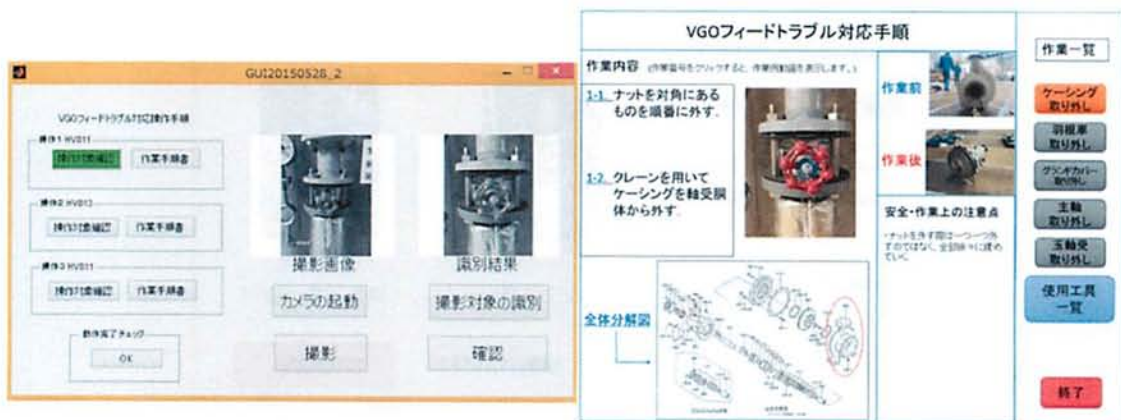 GUI20150528_2
VGOフィードトラブル対応操作手順
操作1 HV011
操作対象確認
作業手順書
操作2 HV013
操作対象確認
作業手順書
操作3 HV011
操作対象確認
作業手順書
動作完了チェック
OK
撮影画像
識別結果
カメラの起動
撮影対象の識別
撮影
確認
VGOフィードトラブル対応手順
作業内容
1-1. ナットを対角にある
ものを順番に外す.
1-2. クレーンを用いて
ケーシングを軸受胴
体から外す.
作業前
作業後
安全・作業上の注意点
全体分解図
作業一覧
ケーシング
取り外し
羽根車
取り外し
グランドカバー
取り外し
主軸
取り外し
玉軸受
取り外し
使用工具
一覧
終了